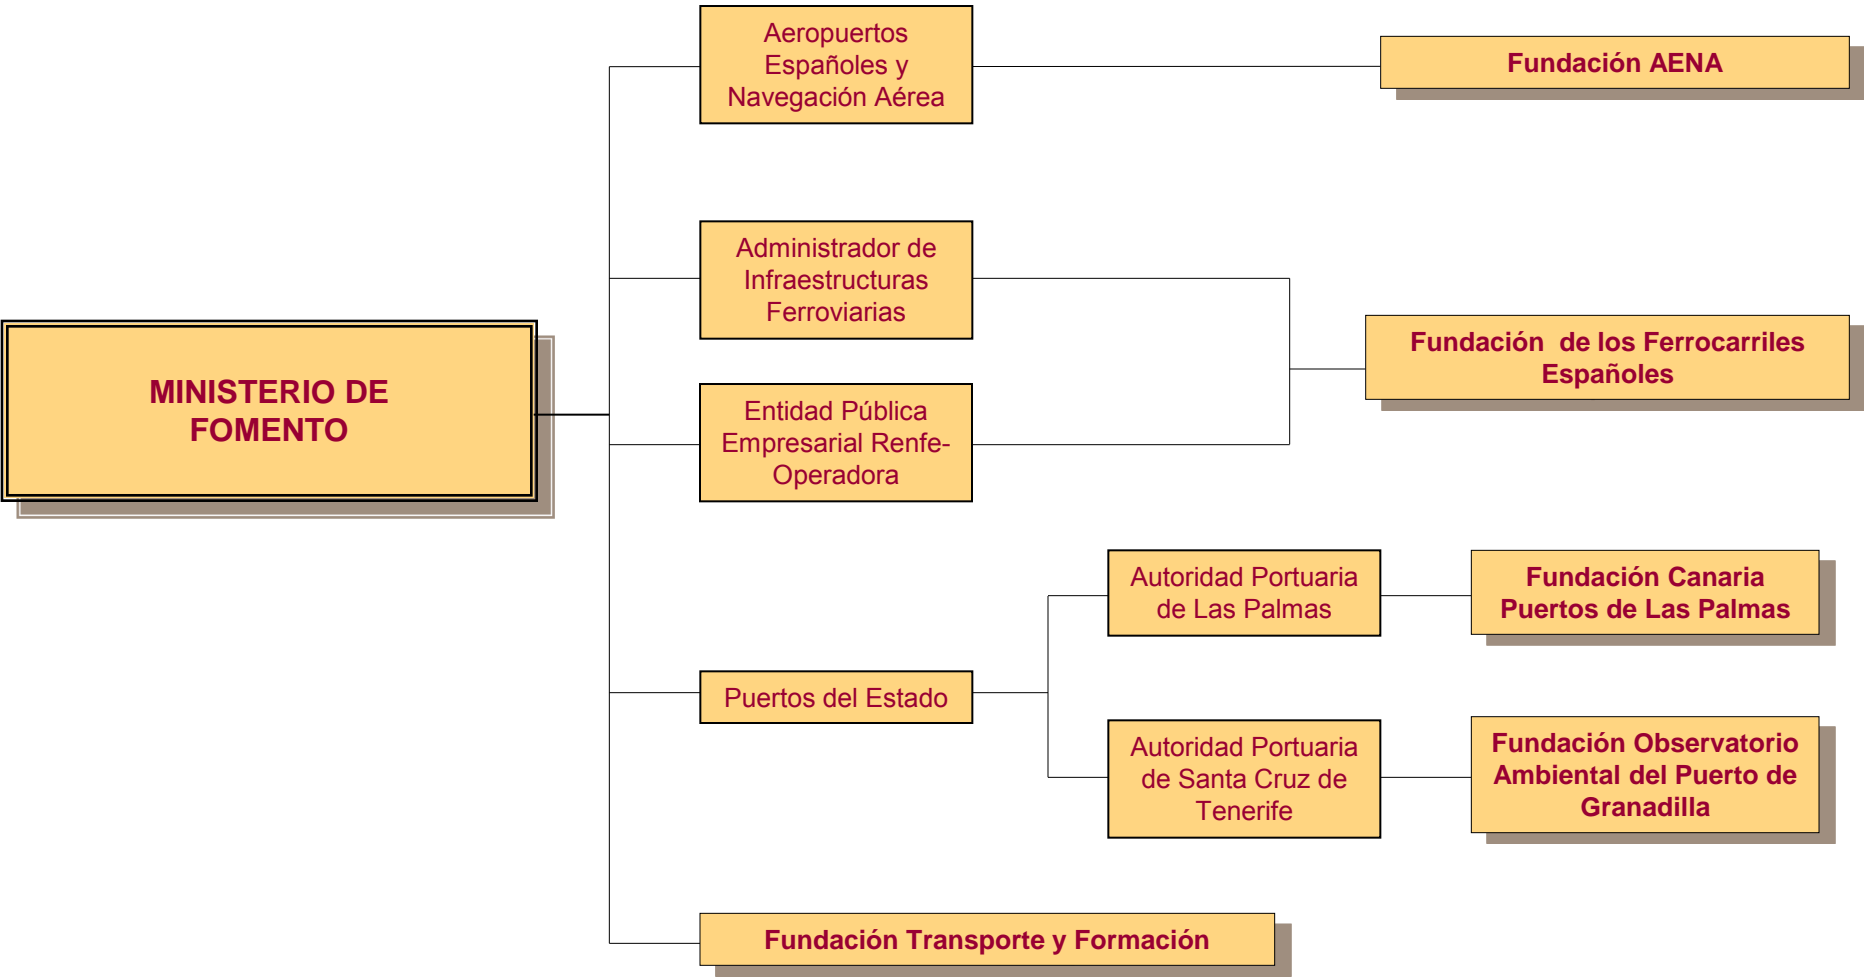 Aeropuertos
Españoles y
Navegación Aérea
Fundación AENA
Administrador de
Infraestructuras
Ferroviarias
Fundación de los Ferrocarriles
Españoles
MINISTERIO DE
FOMENTO
Entidad Pública
Empresarial Renfe-
Operadora
Autoridad Portuaria
de Las Palmas
Fundación Canaria
Puertos de Las Palmas
Puertos del Estado
Autoridad Portuaria
de Santa Cruz de
Tenerife
Fundación Observatorio
Ambiental del Puerto de
Granadilla
Fundación Transporte y Formación